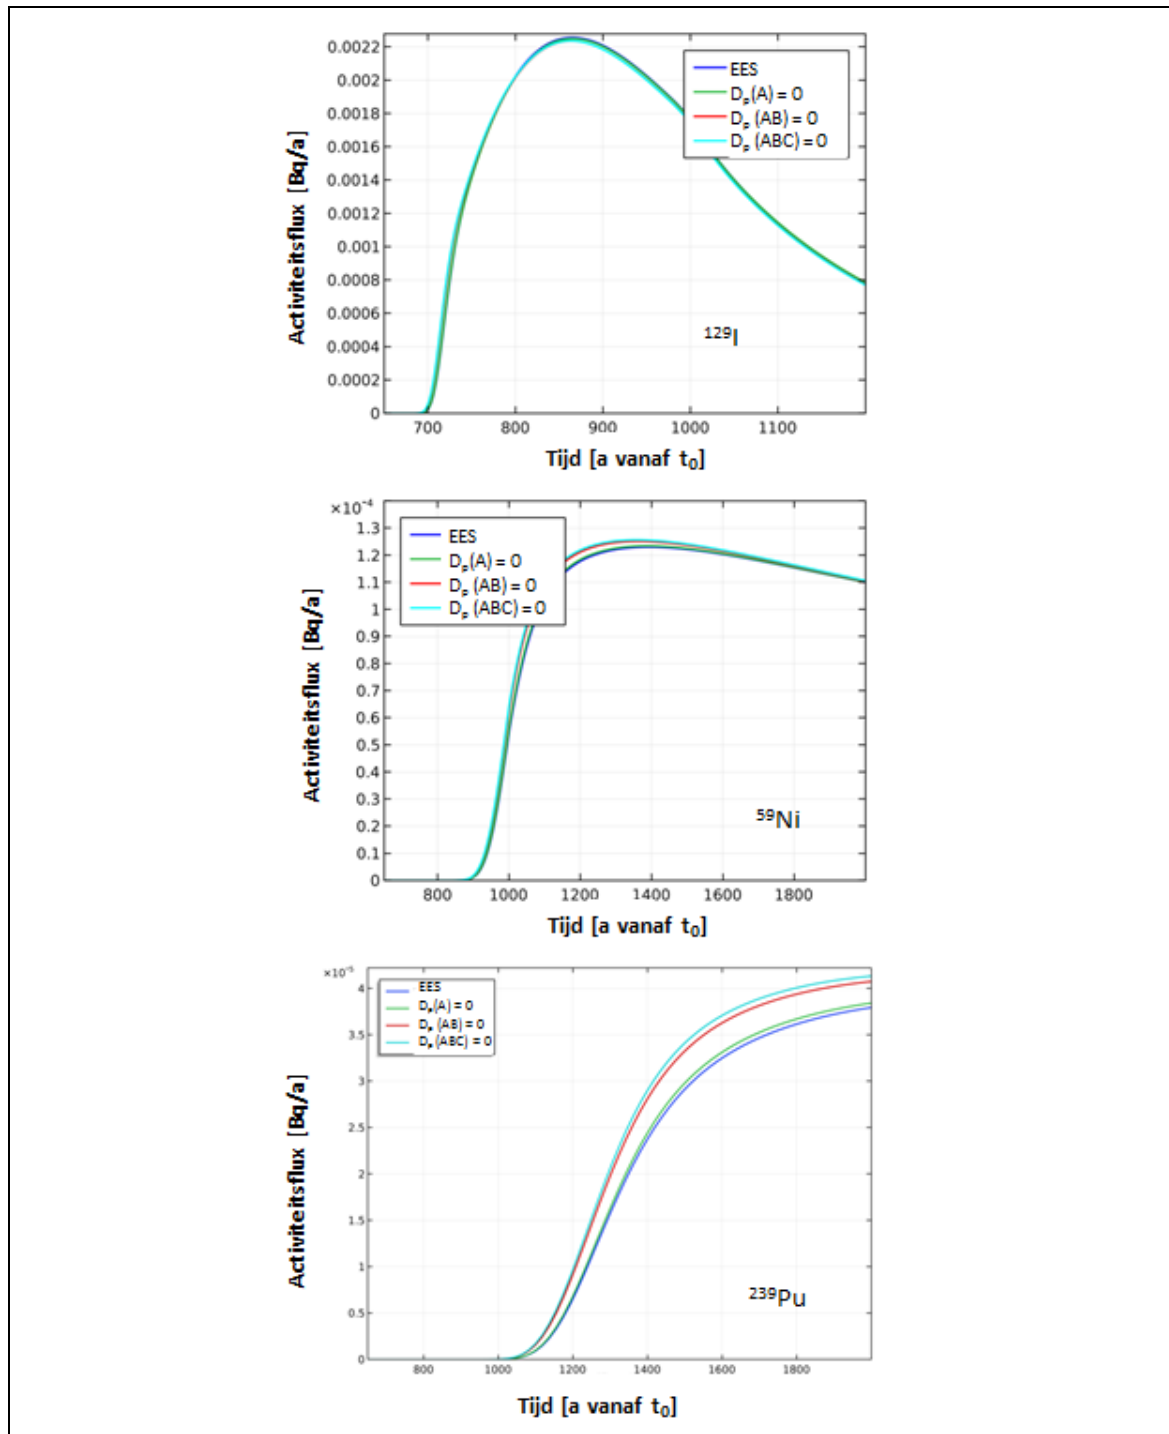 0.0022
0.002
0.0018
0.0016
0.0014
0.0012
0.001
0.0008
0.0006
0.0004
0.0002
0
Activiteitsflux [Bq/a]
EES
Dₚ(A) = 0
Dₚ (AB) = 0
Dₚ (ABC) = 0
¹²⁹I
700 800 900 1000 1100
Tijd [a vanaf t₀]
×10⁻⁴
1.3
1.2
1.1
1
0.9
0.8
0.7
0.6
0.5
0.4
0.3
0.2
0.1
0
Activiteitsflux [Bq/a]
EES
Dₚ(A) = 0
Dₚ (AB) = 0
Dₚ (ABC) = 0
⁵⁹Ni
800 1000 1200 1400 1600 1800
Tijd [a vanaf t₀]
×10⁻⁵
4
3.5
3
2.5
2
1.5
1
0.5
0
Activiteitsflux [Bq/a]
EES
Dₚ(A) = 0
Dₚ (AB) = 0
Dₚ (ABC) = 0
²³⁹Pu
800 1000 1200 1400 1600 1800
Tijd [a vanaf t₀]